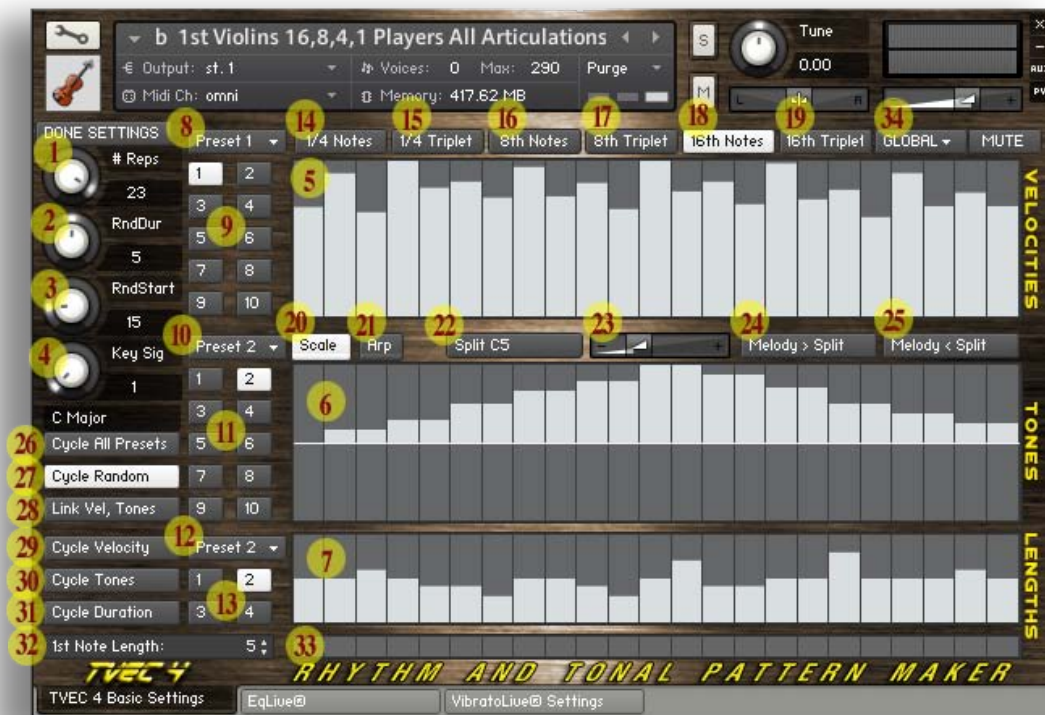 b 1st Violins 16,8,4,1 Players All Articulations
S
Tune
0.00
Output: st.1
Voices: 0 Max: 290
Purge
Midi Ch: omni
Memory: 417.62 MB
M
L
R
AUX
PV
DONE SETTINGS
8
Preset 1
14
1/4 Notes
15
1/4 Triplet
16
8th Notes
17
8th Triplet
18
16th Notes
19
16th Triplet
34
GLOBAL
MUTE
1
# Reps
23
2
RndDur
5
3
RndStart
15
4
Key Sig
1
C Major
1 2
3 4
9
5 6
7 8
9 10
5
VELOCITIES
10
Preset 2
20
Scale
21
Arp
22
Split C5
23
24
Melody > Split
25
Melody < Split
1 2
3 4
11
5 6
7 8
9 10
6
TONES
26
Cycle All Presets
27
Cycle Random
28
Link Vel, Tones
29
Cycle Velocity
12
Preset 2
30
Cycle Tones
1 2
13
31
Cycle Duration
3 4
7
LENGTHS
32
1st Note Length: 5
33
TVEC 4
RHYTHM AND TONAL PATTERN MAKER
TVEC 4 Basic Settings
EqLive®
VibratoLive® Settings